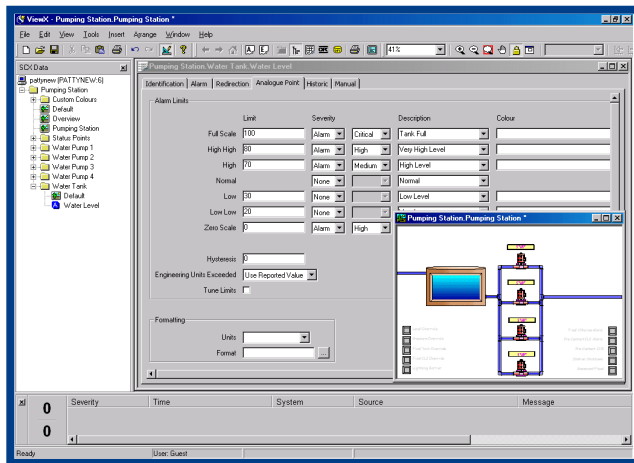 ViewX - Pumping Station.Pumping Station *
File Edit View Tools Insert Arrange Window Help
41%
SCX Data
pattynew (PATTYNEW:6)
Pumping Station
Custom Colours
Default
Overview
Pumping Station
Status Points
Water Pump 1
Water Pump 2
Water Pump 3
Water Pump 4
Water Tank
Default
Water Level
Pumping Station.Water Tank.Water Level
Identification Alarm Redirection Analogue Point Historic Manual
Alarm Limits
Limit Severity Description Colour
Full Scale 100 Alarm Critical Tank Full
High High 80 Alarm High Very High Level
High 70 Alarm Medium High Level
Normal None Normal
Low 30 None Low Level
Low Low 20 None
Zero Scale 0 Alarm High
Hysteresis 0
Engineering Units Exceeded Use Reported Value
Tune Limits
Formatting
Units
Format ...
Pumping Station.Pumping Station *
0
0
Severity Time System Source Message
Ready User: Guest